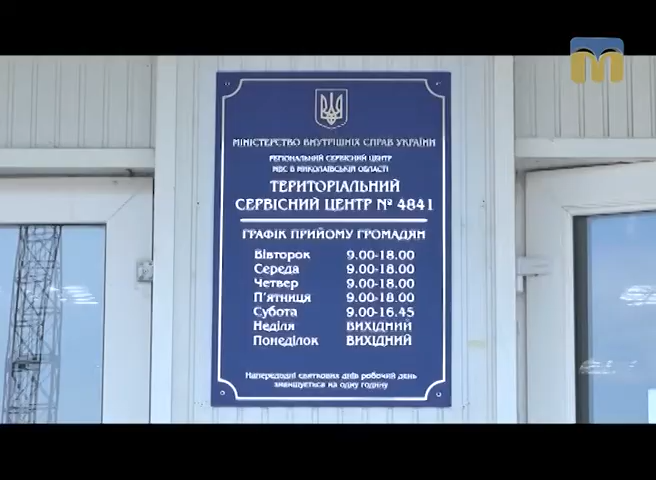 МІНІСТЕРСТВО ВНУТРІШНІХ СПРАВ УКРАЇНИ
РЕГІОНАЛЬНИЙ СЕРВІСНИЙ ЦЕНТР
МВС В МИКОЛАЇВСЬКІЙ ОБЛАСТІ
ТЕРИТОРІАЛЬНИЙ
СЕРВІСНИЙ ЦЕНТР № 4841
ГРАФІК ПРИЙОМУ ГРОМАДЯН
Вівторок 9.00-18.00
Середа 9.00-18.00
Четвер 9.00-18.00
П'ятниця 9.00-18.00
Субота 9.00-16.45
Неділя ВИХІДНИЙ
Понеділок ВИХІДНИЙ
Напередодні святкових днів робочий день
зменшується на одну годину